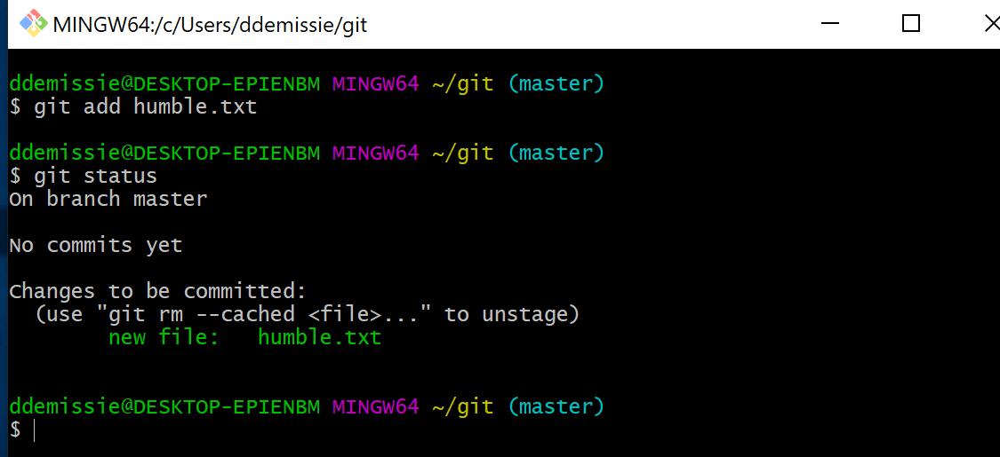 MINGW64:/c/Users/ddemissie/git
ddemissie@DESKTOP-EPIENBM MINGW64 ~/git (master)
$ git add humble.txt
ddemissie@DESKTOP-EPIENBM MINGW64 ~/git (master)
$ git status
On branch master
No commits yet
Changes to be committed:
  (use "git rm --cached <file>..." to unstage)
        new file:   humble.txt
ddemissie@DESKTOP-EPIENBM MINGW64 ~/git (master)
$